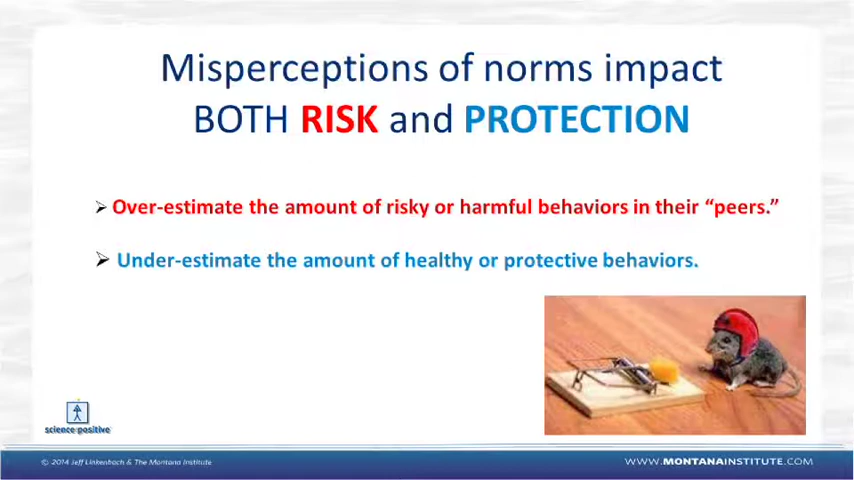 Misperceptions of norms impact
BOTH RISK and PROTECTION
➢ Over-estimate the amount of risky or harmful behaviors in their “peers.”
➢ Under-estimate the amount of healthy or protective behaviors.
science positive
© 2014 Jeff Linkenbach & The Montana Institute
WWW.MONTANAINSTITUTE.COM